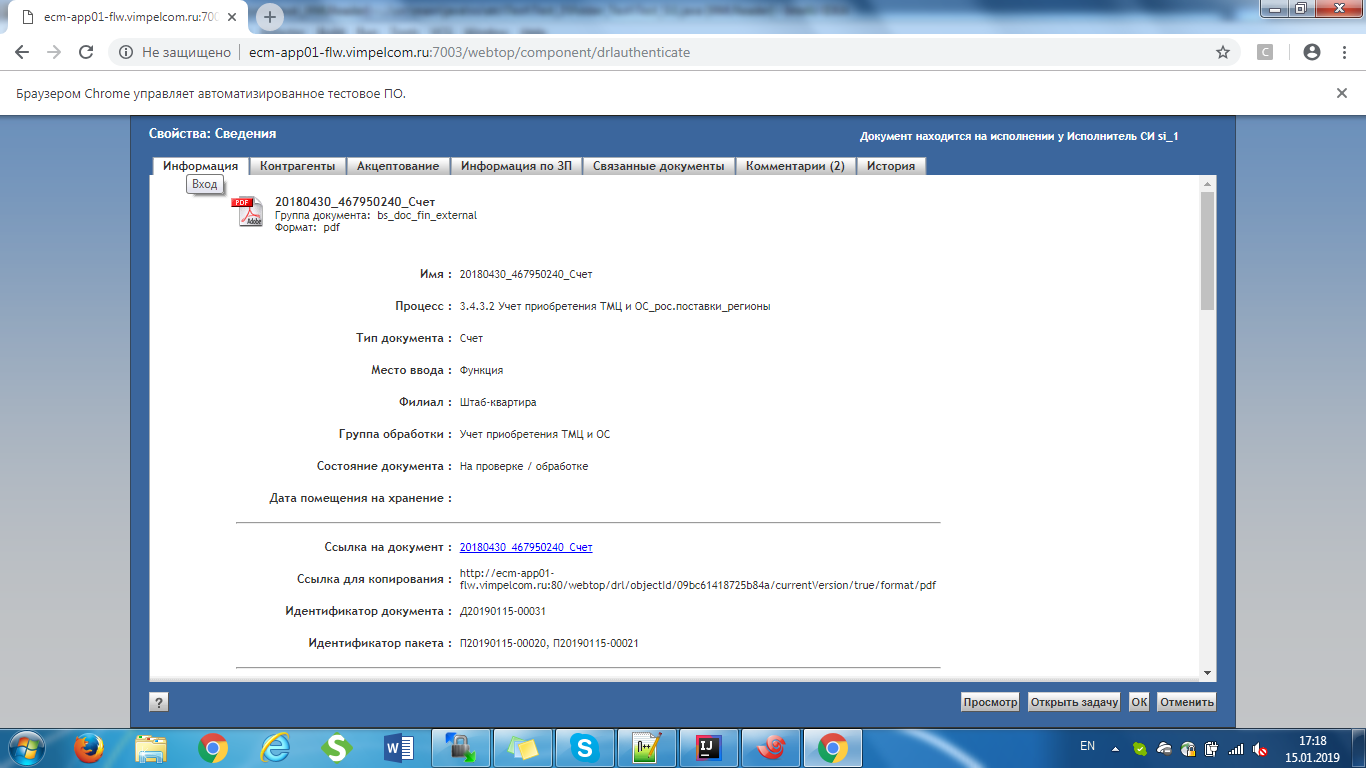 ecm-app01-flw.vimpelcom.ru:700
Не защищено
ecm-app01-flw.vimpelcom.ru:7003/webtop/component/drlauthenticate
C
Браузером Chrome управляет автоматизированное тестовое ПО.
Свойства: Сведения
Документ находится на исполнении у Исполнитель СИ si_1
Информация Контрагенты Акцептование Информация по ЗП Связанные документы Комментарии (2) История
Вход
PDF
Adobe
20180430_467950240_Счет
Группа документа: bs_doc_fin_external
Формат: pdf
Имя : 20180430_467950240_Счет
Процесс : 3.4.3.2 Учет приобретения ТМЦ и ОС_рос.поставки_регионы
Тип документа : Счет
Место ввода : Функция
Филиал : Штаб-квартира
Группа обработки : Учет приобретения ТМЦ и ОС
Состояние документа : На проверке / обработке
Дата помещения на хранение :
Ссылка на документ : 20180430_467950240_Счет
Ссылка для копирования : http://ecm-app01-
flw.vimpelcom.ru:80/webtop/drl/objectId/09bc61418725b84a/currentVersion/true/format/pdf
Идентификатор документа : Д20190115-00031
Идентификатор пакета : П20190115-00020, П20190115-00021
?
Просмотр Открыть задачу ОК Отменить
EN
17:18
15.01.2019